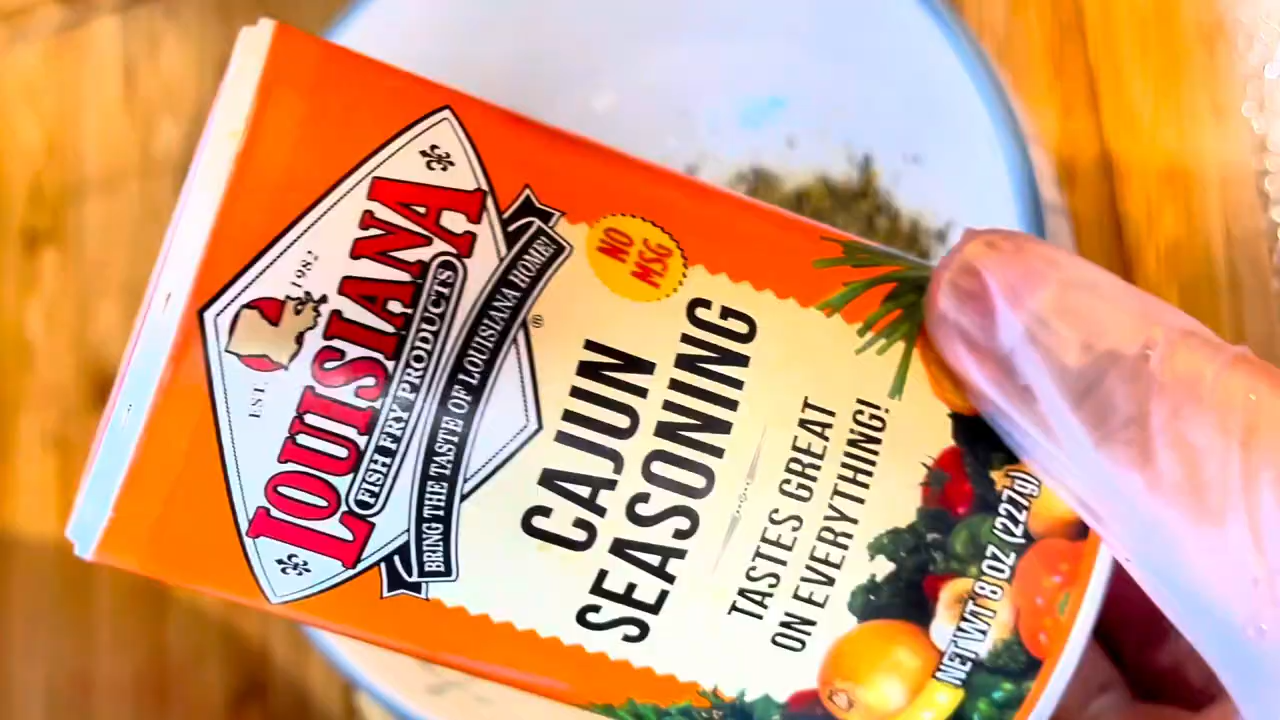 EST. 1982
LOUISIANA
FISH FRY PRODUCTS
BRING THE TASTE OF LOUISIANA HOME!
®
NO
MSG
CAJUN
SEASONING
TASTES GREAT
ON EVERYTHING!
NET WT 8 OZ (227g)